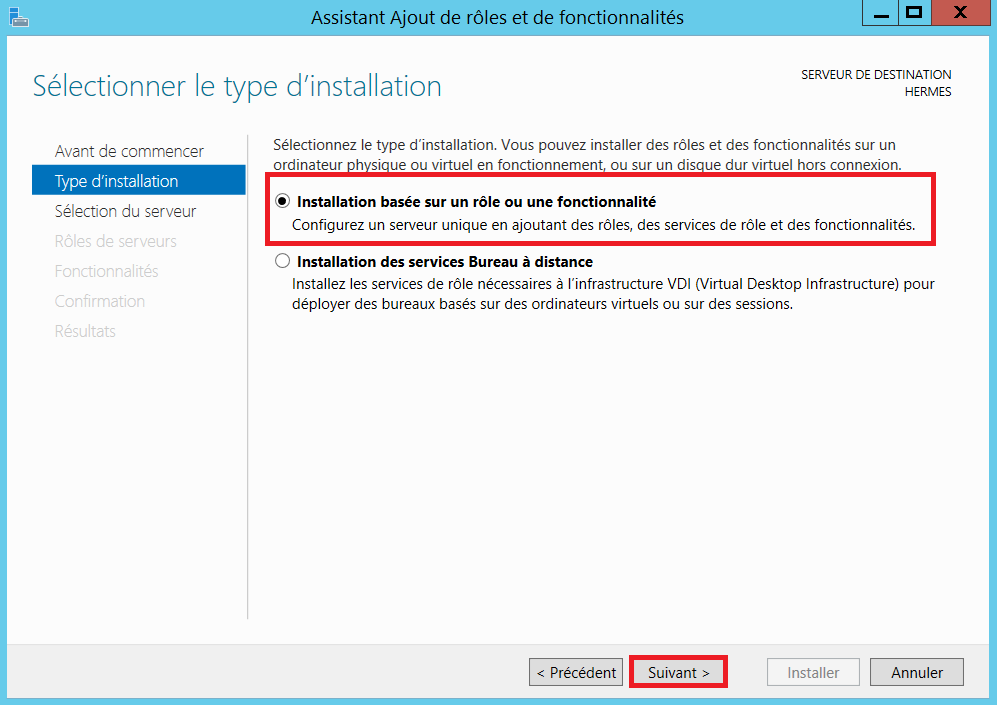 Assistant Ajout de rôles et de fonctionnalités
Sélectionner le type d’installation
SERVEUR DE DESTINATION
HERMES
Avant de commencer
Type d’installation
Sélection du serveur
Rôles de serveurs
Fonctionnalités
Confirmation
Résultats
Sélectionnez le type d’installation. Vous pouvez installer des rôles et des fonctionnalités sur un
ordinateur physique ou virtuel en fonctionnement, ou sur un disque dur virtuel hors connexion.
Installation basée sur un rôle ou une fonctionnalité
Configurez un serveur unique en ajoutant des rôles, des services de rôle et des fonctionnalités.
Installation des services Bureau à distance
Installez les services de rôle nécessaires à l’infrastructure VDI (Virtual Desktop Infrastructure) pour
déployer des bureaux basés sur des ordinateurs virtuels ou sur des sessions.
< Précédent
Suivant >
Installer
Annuler